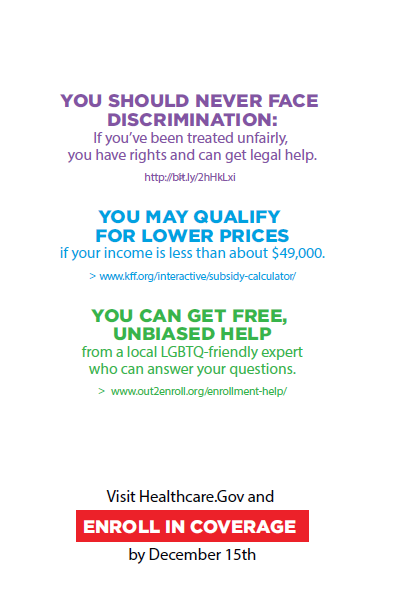 YOU SHOULD NEVER FACE
DISCRIMINATION:
If you've been treated unfairly,
you have rights and can get legal help.
http://bit.ly/2hHkLxi
YOU MAY QUALIFY
FOR LOWER PRICES
if your income is less than about $49,000.
> www.kff.org/interactive/subsidy-calculator/
YOU CAN GET FREE,
UNBIASED HELP
from a local LGBTQ-friendly expert
who can answer your questions.
> www.out2enroll.org/enrollment-help/
Visit Healthcare.Gov and
ENROLL IN COVERAGE
by December 15th